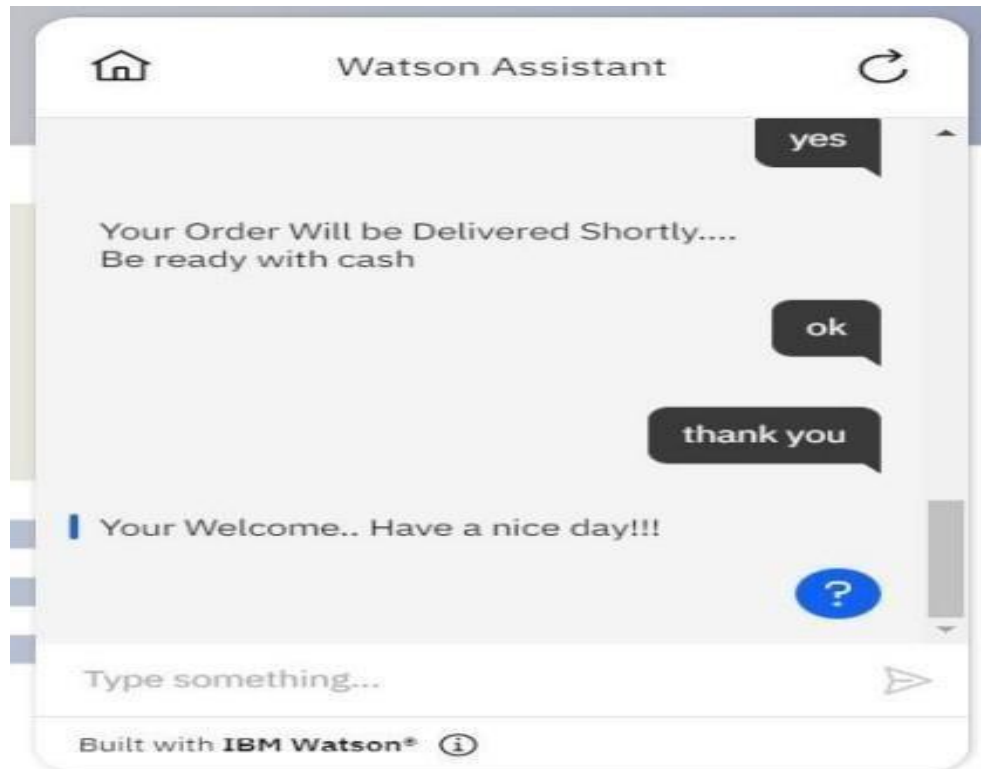 Watson Assistant
yes
Your Order Will be Delivered Shortly....
Be ready with cash
ok
thank you
Your Welcome.. Have a nice day!!!
?
Type something...
Built with IBM Watson®